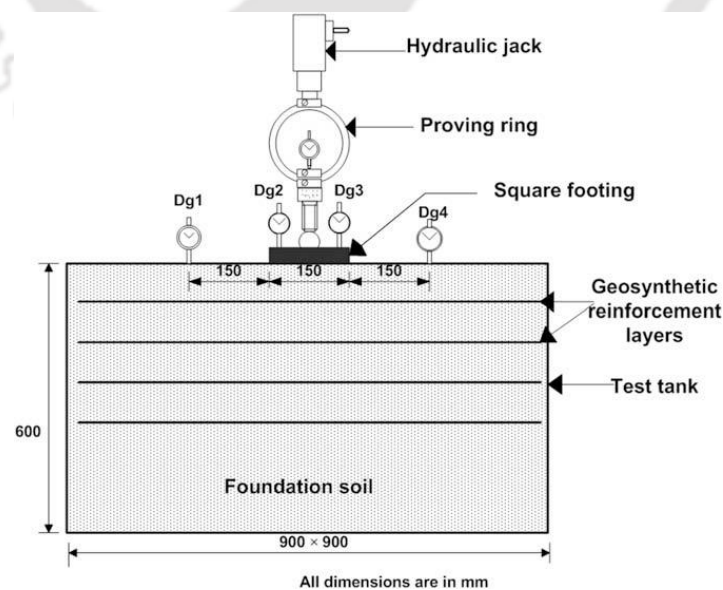 Hydraulic jack
Proving ring
Dg1
Dg2
Dg3
Square footing
Dg4
150
150
150
Geosynthetic
reinforcement
layers
Test tank
600
Foundation soil
900 × 900
All dimensions are in mm